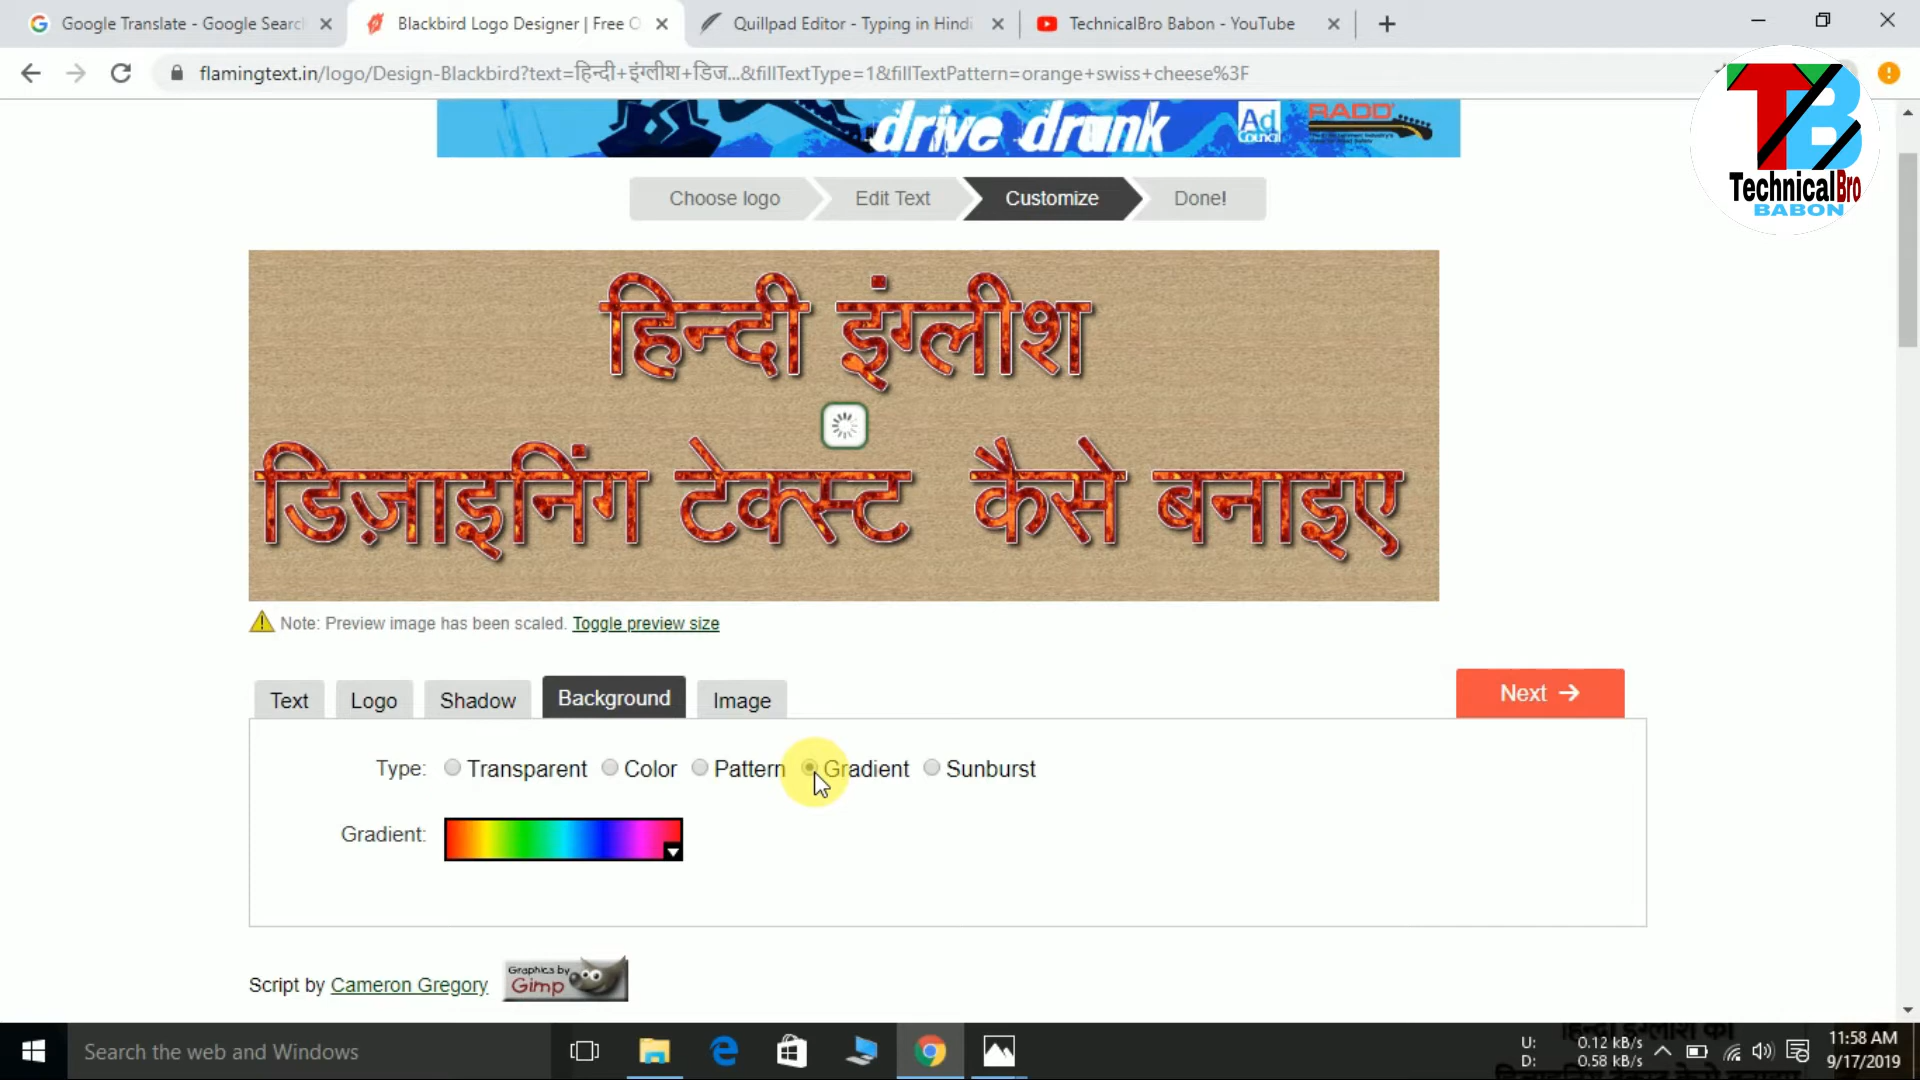 Google Translate - Google Searc
Blackbird Logo Designer | Free O
Quillpad Editor - Typing in Hindi
TechnicalBro Babon - YouTube
flamingtext.in/logo/Design-Blackbird?text=हिन्दी+इंग्लीश+डिज...&fillTextType=1&fillTextPattern=orange+swiss+cheese%3F
drive drunk
Ad Council
RADD
TB
TechnicalBro
BABON
Choose logo
Edit Text
Customize
Done!
हिन्दी इंग्लीश
डिज़ाइनिंग टेक्स्ट कैसे बनाइए
Note: Preview image has been scaled. Toggle preview size
Text
Logo
Shadow
Background
Image
Next
Type: Transparent Color Pattern Gradient Sunburst
Gradient:
Script by Cameron Gregory
Graphics by
Gimp
Search the web and Windows
U: 0.12 kB/s
D: 0.58 kB/s
11:58 AM
9/17/2019